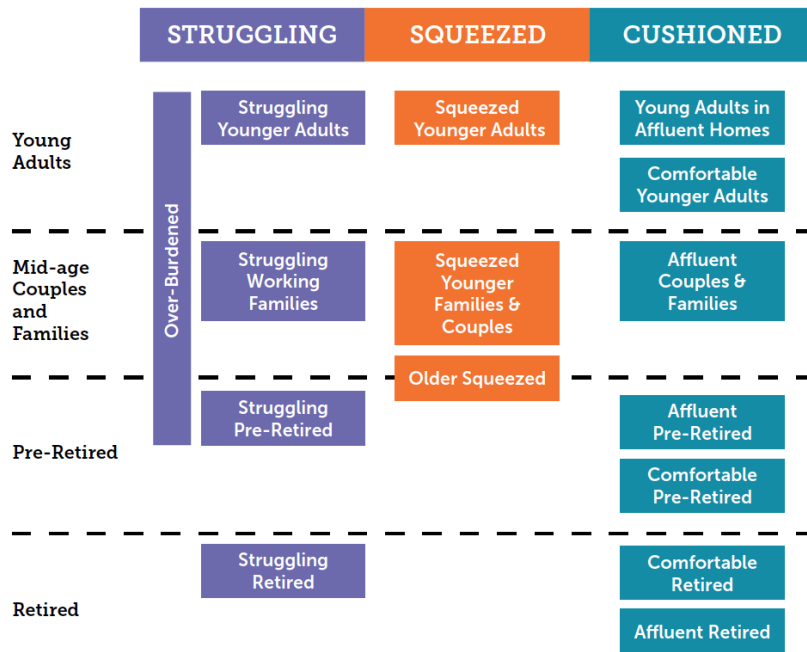 STRUGGLING
SQUEEZED
CUSHIONED
Young
Adults
Over-Burdened
Struggling
Younger Adults
Squeezed
Younger Adults
Young Adults in
Affluent Homes
Comfortable
Younger Adults
Mid-age
Couples
and
Families
Struggling
Working
Families
Squeezed
Younger
Families &
Couples
Affluent
Couples &
Families
Older Squeezed
Pre-Retired
Struggling
Pre-Retired
Affluent
Pre-Retired
Comfortable
Pre-Retired
Retired
Struggling
Retired
Comfortable
Retired
Affluent Retired